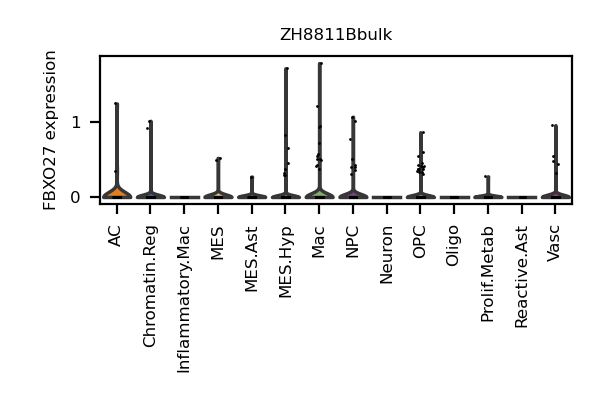 ZH8811Bbulk
FBXO27 expression
1
0
AC
Chromatin.Reg
Inflammatory.Mac
MES
MES.Ast
MES.Hyp
Mac
NPC
Neuron
OPC
Oligo
Prolif.Metab
Reactive.Ast
Vasc